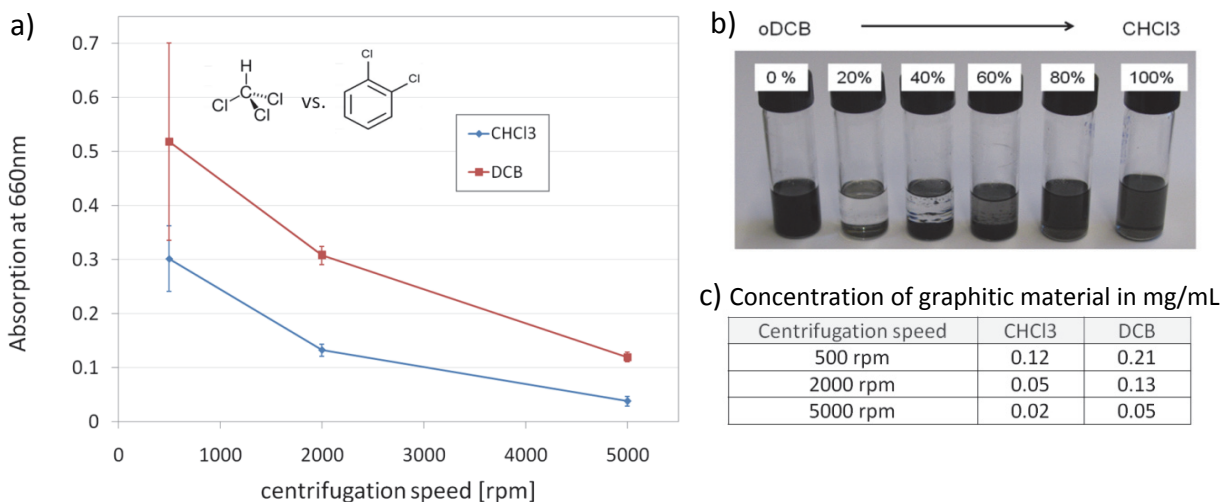 a)
0.7
0.6
0.5
0.4
0.3
0.2
0.1
0
Absorption at 660nm
H
Cl
Cl
Cl
vs.
Cl
Cl
CHCl3
DCB
0 1000 2000 3000 4000 5000
centrifugation speed [rpm]
b)
oDCB CHCl3
0 % 20% 40% 60% 80% 100%
c) Concentration of graphitic material in mg/mL
Centrifugation speed CHCl3 DCB
500 rpm 0.12 0.21
2000 rpm 0.05 0.13
5000 rpm 0.02 0.05